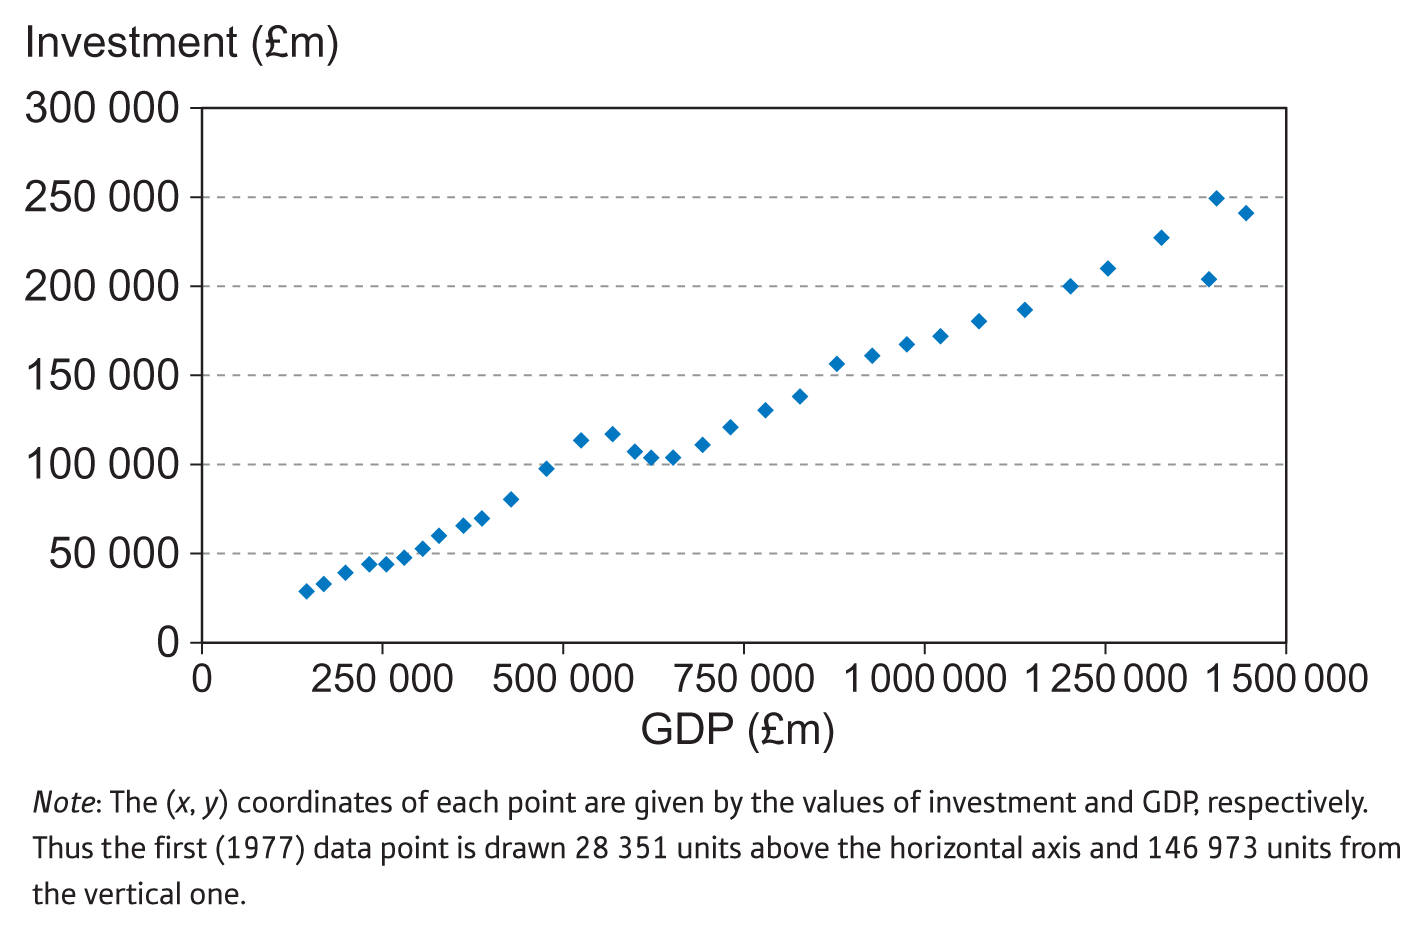 Investment (£m)
300 000
250 000
200 000
150 000
100 000
50 000
0
0 250 000 500 000 750 000 1 000 000 1 250 000 1 500 000
GDP (£m)
Note: The (x, y) coordinates of each point are given by the values of investment and GDP, respectively.
Thus the first (1977) data point is drawn 28 351 units above the horizontal axis and 146 973 units from
the vertical one.